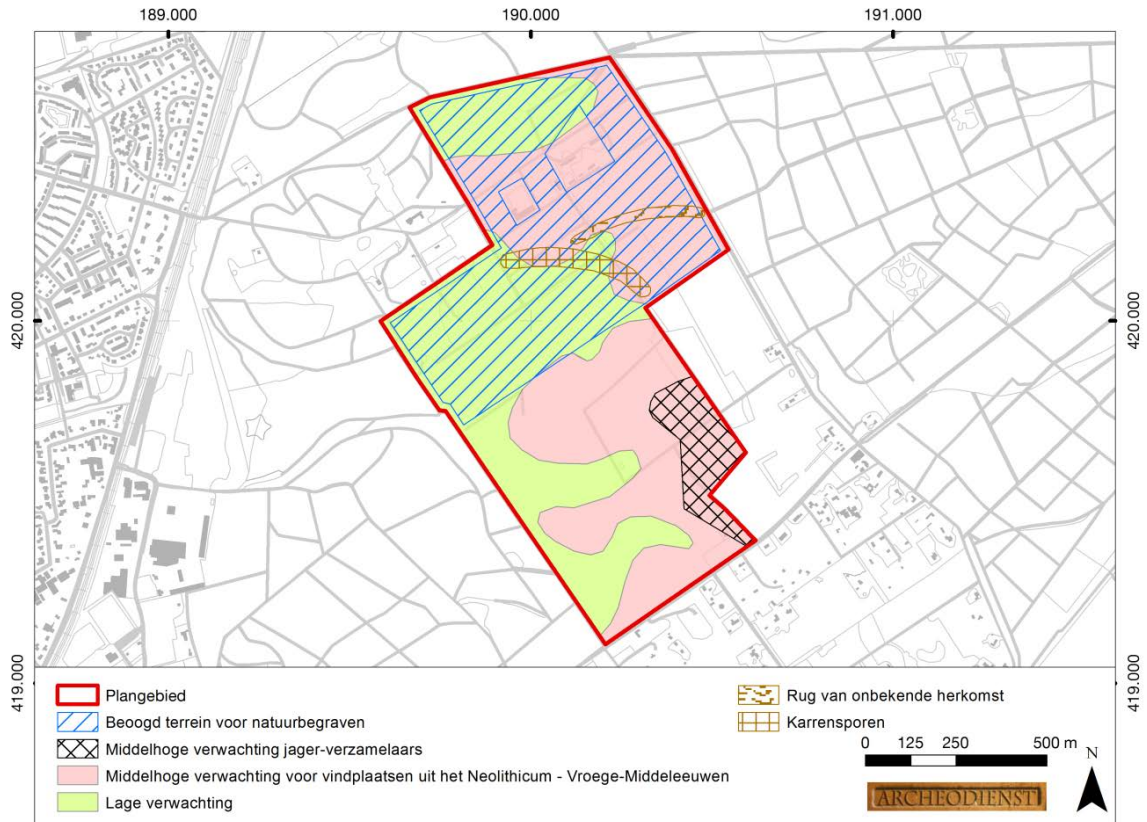 189.000
190.000
191.000
420.000
420.000
419.000
419.000
Plangebied
Beoogd terrein voor natuurbegraven
Middelhoge verwachting jager-verzamelaars
Middelhoge verwachting voor vindplaatsen uit het Neolithicum - Vroege-Middeleeuwen
Lage verwachting
Rug van onbekende herkomst
Karrensporen
0 125 250 500 m
N
ARCHEODIENST